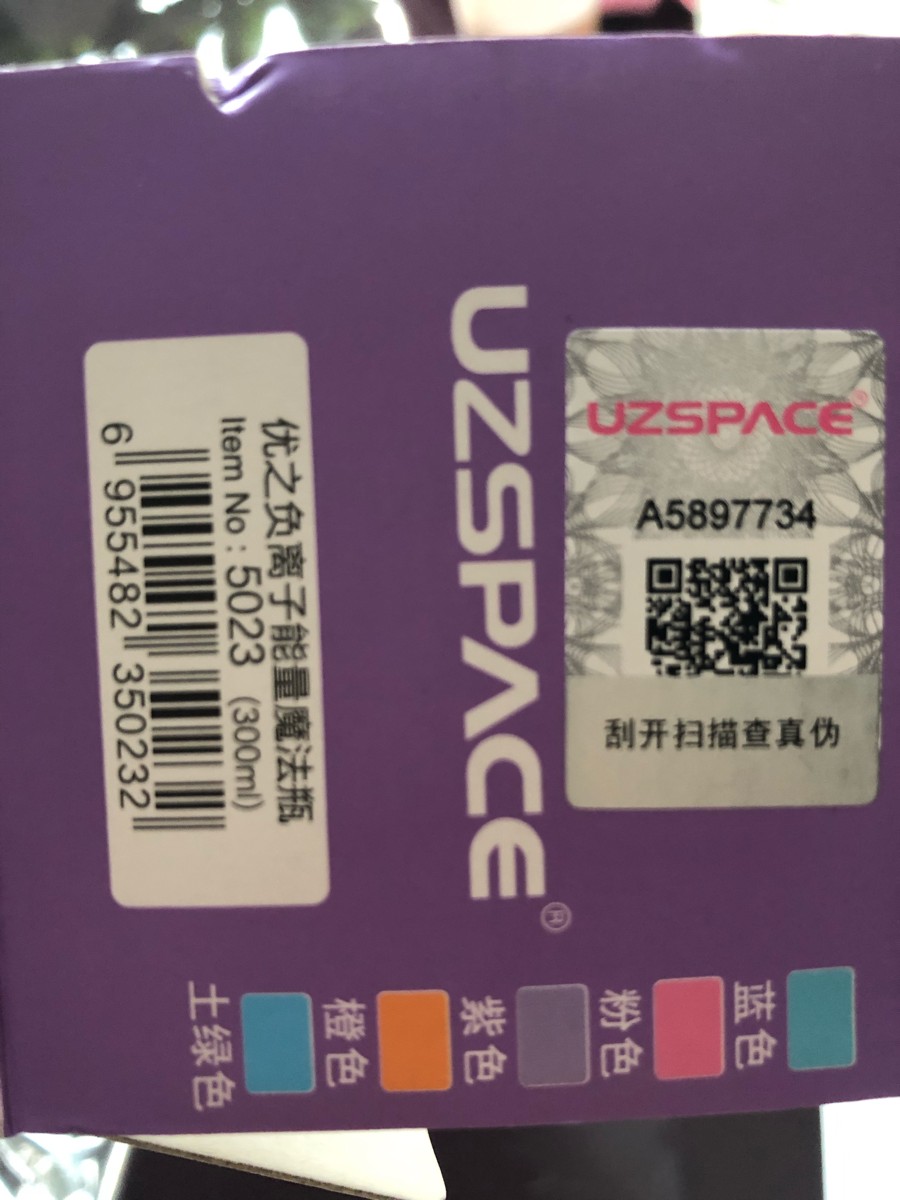 UZSPACE®
A5897734
刮开扫描查真伪
UZSPACE®
优之负离子能量魔法瓶
Item No: 5023 (300ml)
6 955482 350232
蓝色
粉色
紫色
橙色
土绿色